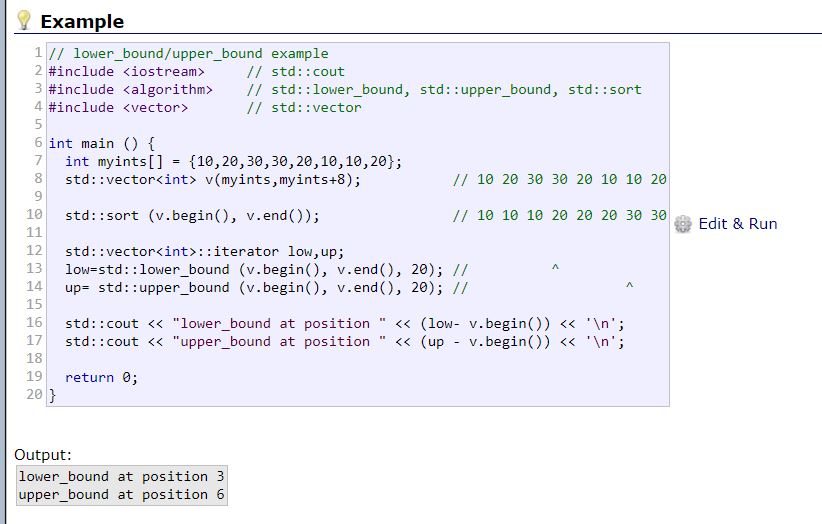 Example
1 // lower_bound/upper_bound example
2 #include <iostream>     // std::cout
3 #include <algorithm>    // std::lower_bound, std::upper_bound, std::sort
4 #include <vector>       // std::vector
5
6 int main () {
7   int myints[] = {10,20,30,30,20,10,10,20};
8   std::vector<int> v(myints,myints+8);           // 10 20 30 30 20 10 10 20
9
10   std::sort (v.begin(), v.end());                // 10 10 10 20 20 20 30 30
11
12   std::vector<int>::iterator low,up;
13   low=std::lower_bound (v.begin(), v.end(), 20); //          ^
14   up= std::upper_bound (v.begin(), v.end(), 20); //                   ^
15
16   std::cout << "lower_bound at position " << (low- v.begin()) << '\n';
17   std::cout << "upper_bound at position " << (up - v.begin()) << '\n';
18
19   return 0;
20 }
Edit & Run
Output:
lower_bound at position 3
upper_bound at position 6